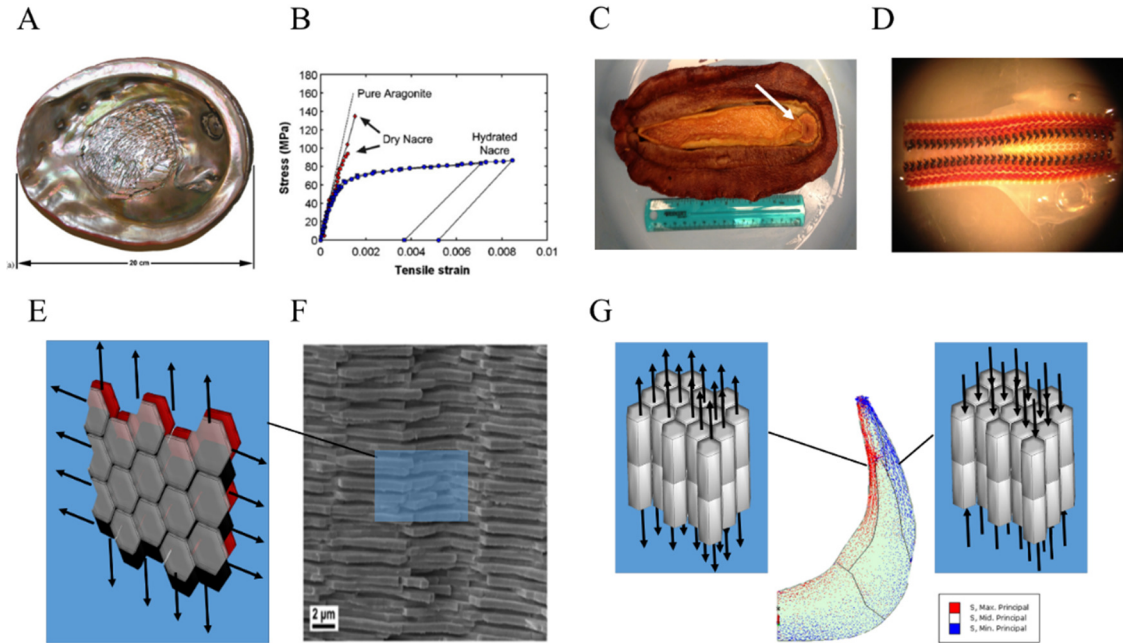 A
B
C
D
a)
20 cm
180
160
140
120
100
80
60
40
20
0
Stress (MPa)
Pure Aragonite
Dry Nacre
Hydrated
Nacre
0
0.002
0.004
0.006
0.008
0.01
Tensile strain
E
F
G
2 µm
S, Max. Principal
S, Mid. Principal
S, Min. Principal